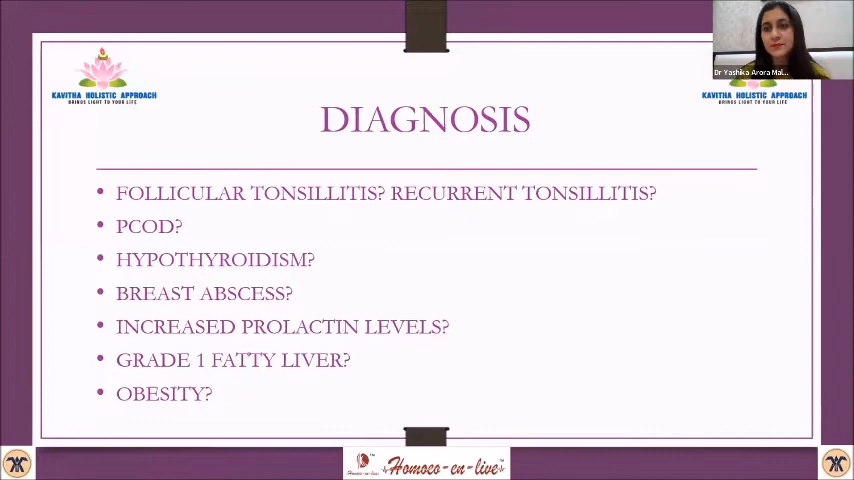 Dr Yashika Arora Mal...
KAVITHA HOLISTIC APPROACH
BRINGS LIGHT TO YOUR LIFE
KAVITHA HOLISTIC APPROACH
BRINGS LIGHT TO YOUR LIFE
DIAGNOSIS
• FOLLICULAR TONSILLITIS? RECURRENT TONSILLITIS?
• PCOD?
• HYPOTHYROIDISM?
• BREAST ABSCESS?
• INCREASED PROLACTIN LEVELS?
• GRADE 1 FATTY LIVER?
• OBESITY?
Homoeo-en-live